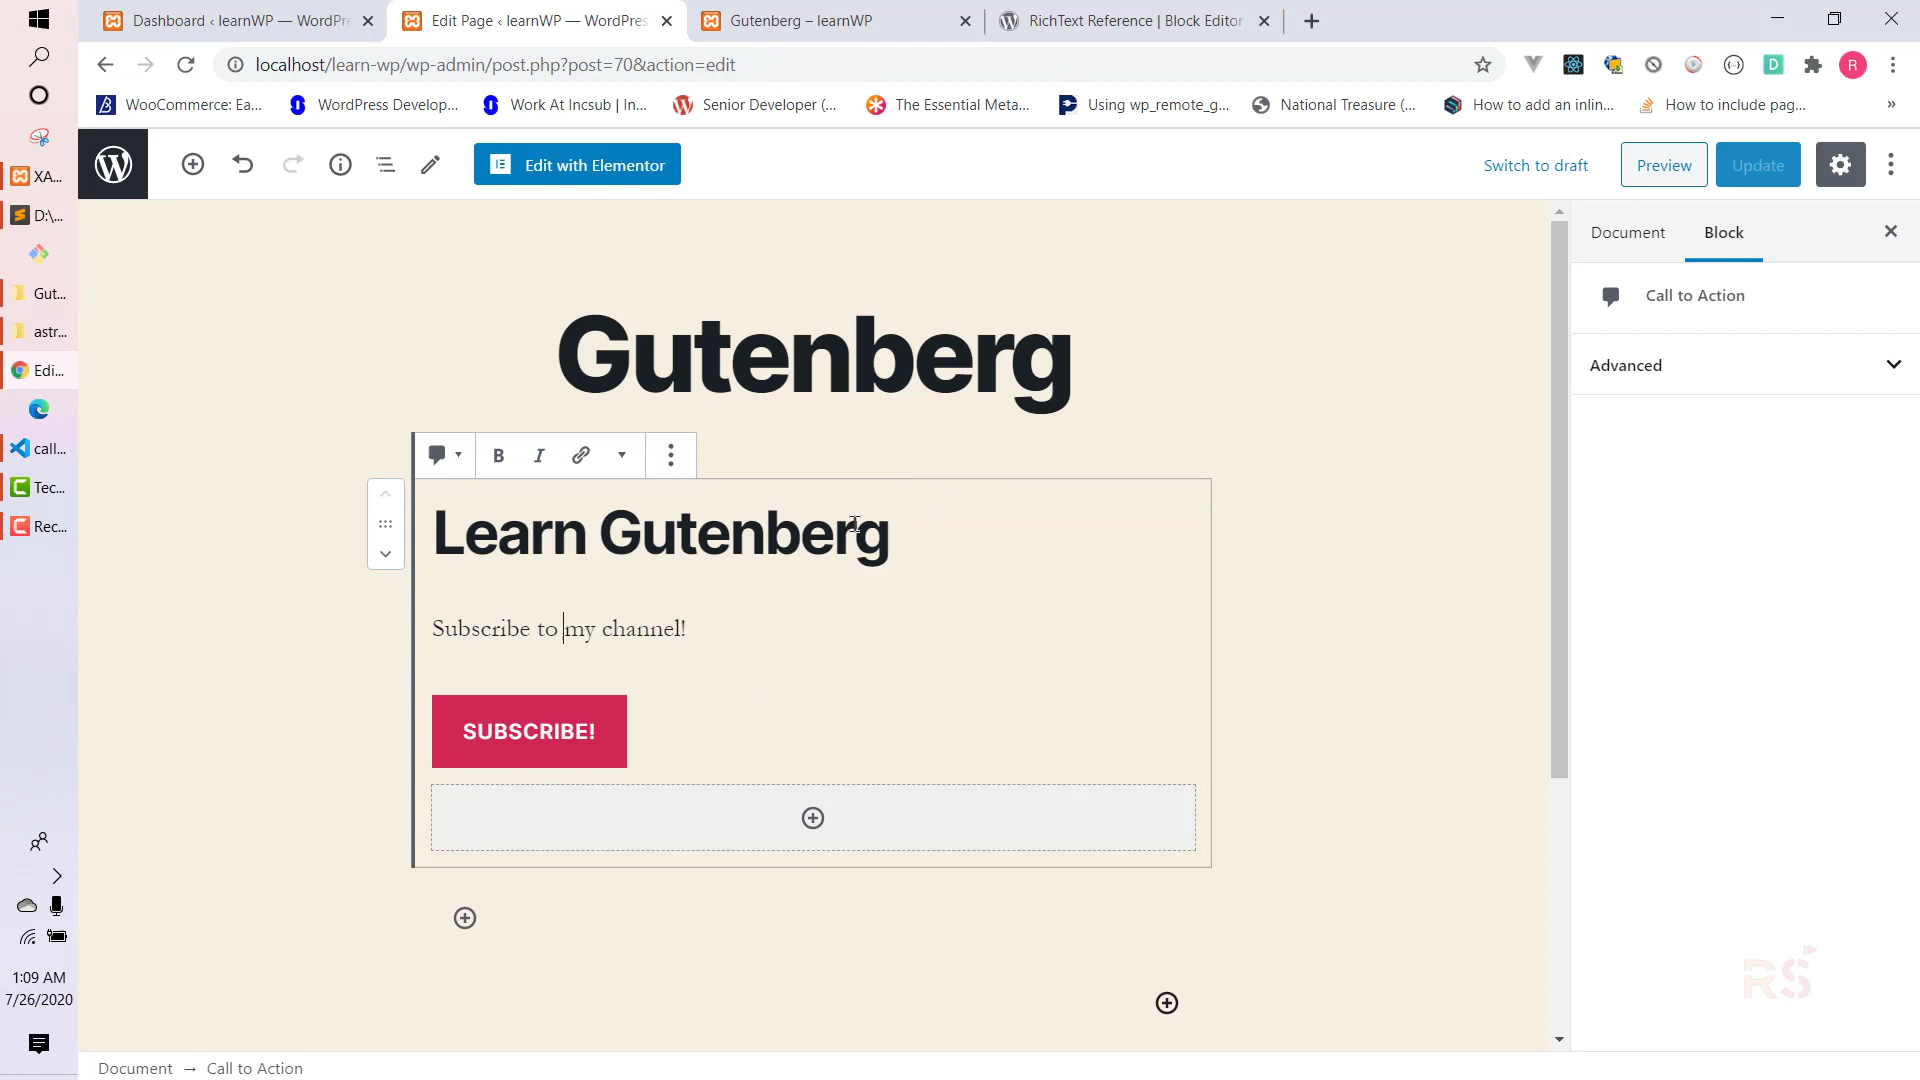 Dashboard ‹ learnWP — WordPre
Edit Page ‹ learnWP — WordPres
Gutenberg – learnWP
RichText Reference | Block Editor
localhost/learn-wp/wp-admin/post.php?post=70&action=edit
R
WooCommerce: Ea...
WordPress Develop...
Work At Incsub | In...
Senior Developer (...
The Essential Meta...
Using wp_remote_g...
National Treasure (...
How to add an inlin...
How to include pag...
»
Edit with Elementor
Switch to draft
Preview
Update
XA...
D:\...
Gut...
astr...
Edi...
call...
Tec...
Rec...
1:09 AM
7/26/2020
Document
Block
Call to Action
Advanced
Gutenberg
B
I
Learn Gutenberg
Subscribe to my channel!
SUBSCRIBE!
RS
Document → Call to Action